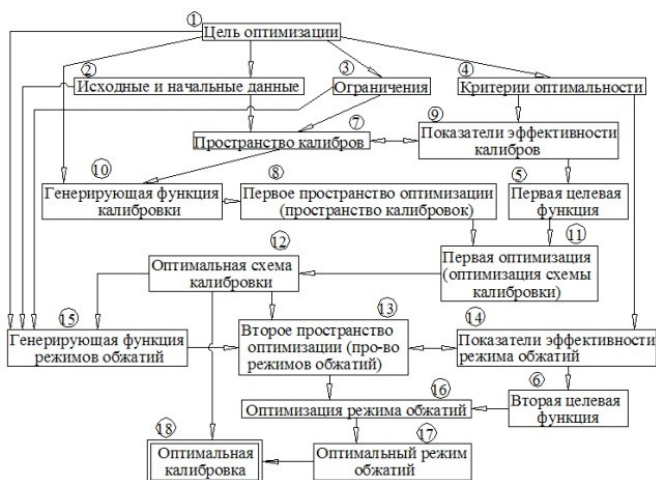 1
Цель оптимизации
2
Исходные и начальные данные
3
Ограничения
4
Критерии оптимальности
7
Пространство калибров
9
Показатели эффективности
калибров
10
Генерирующая функция
калибровки
8
Первое пространство оптимизации
(пространство калибровок)
5
Первая целевая
функция
12
Оптимальная схема
калибровки
11
Первая оптимизация
(оптимизация схемы
калибровки)
15
Генерирующая функция
режимов обжатий
13
Второе пространство
оптимизации (про-во
режимов обжатий)
14
Показатели эффективности
режима обжатий
16
Оптимизация режима обжатий
6
Вторая целевая
функция
18
Оптимальная
калибровка
17
Оптимальный режим
обжатий